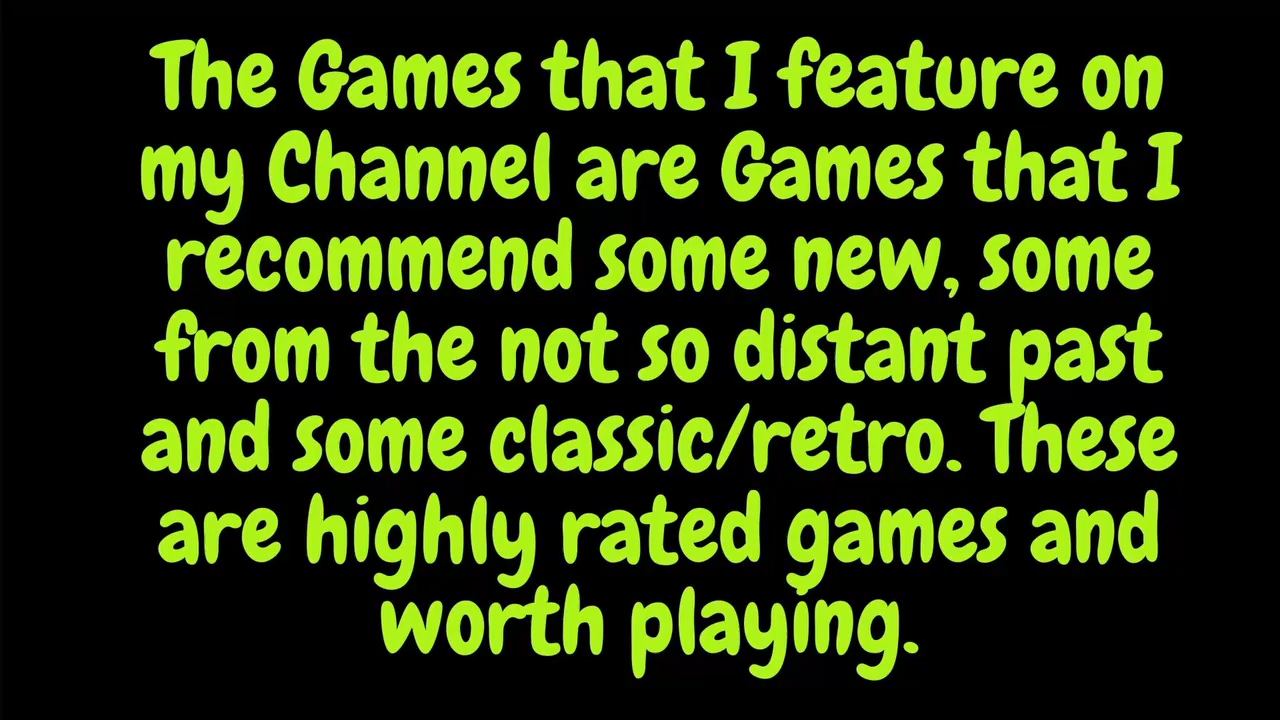 The Games that I feature on
my Channel are Games that I
recommend some new, some
from the not so distant past
and some classic/retro. These
are highly rated games and
worth playing.